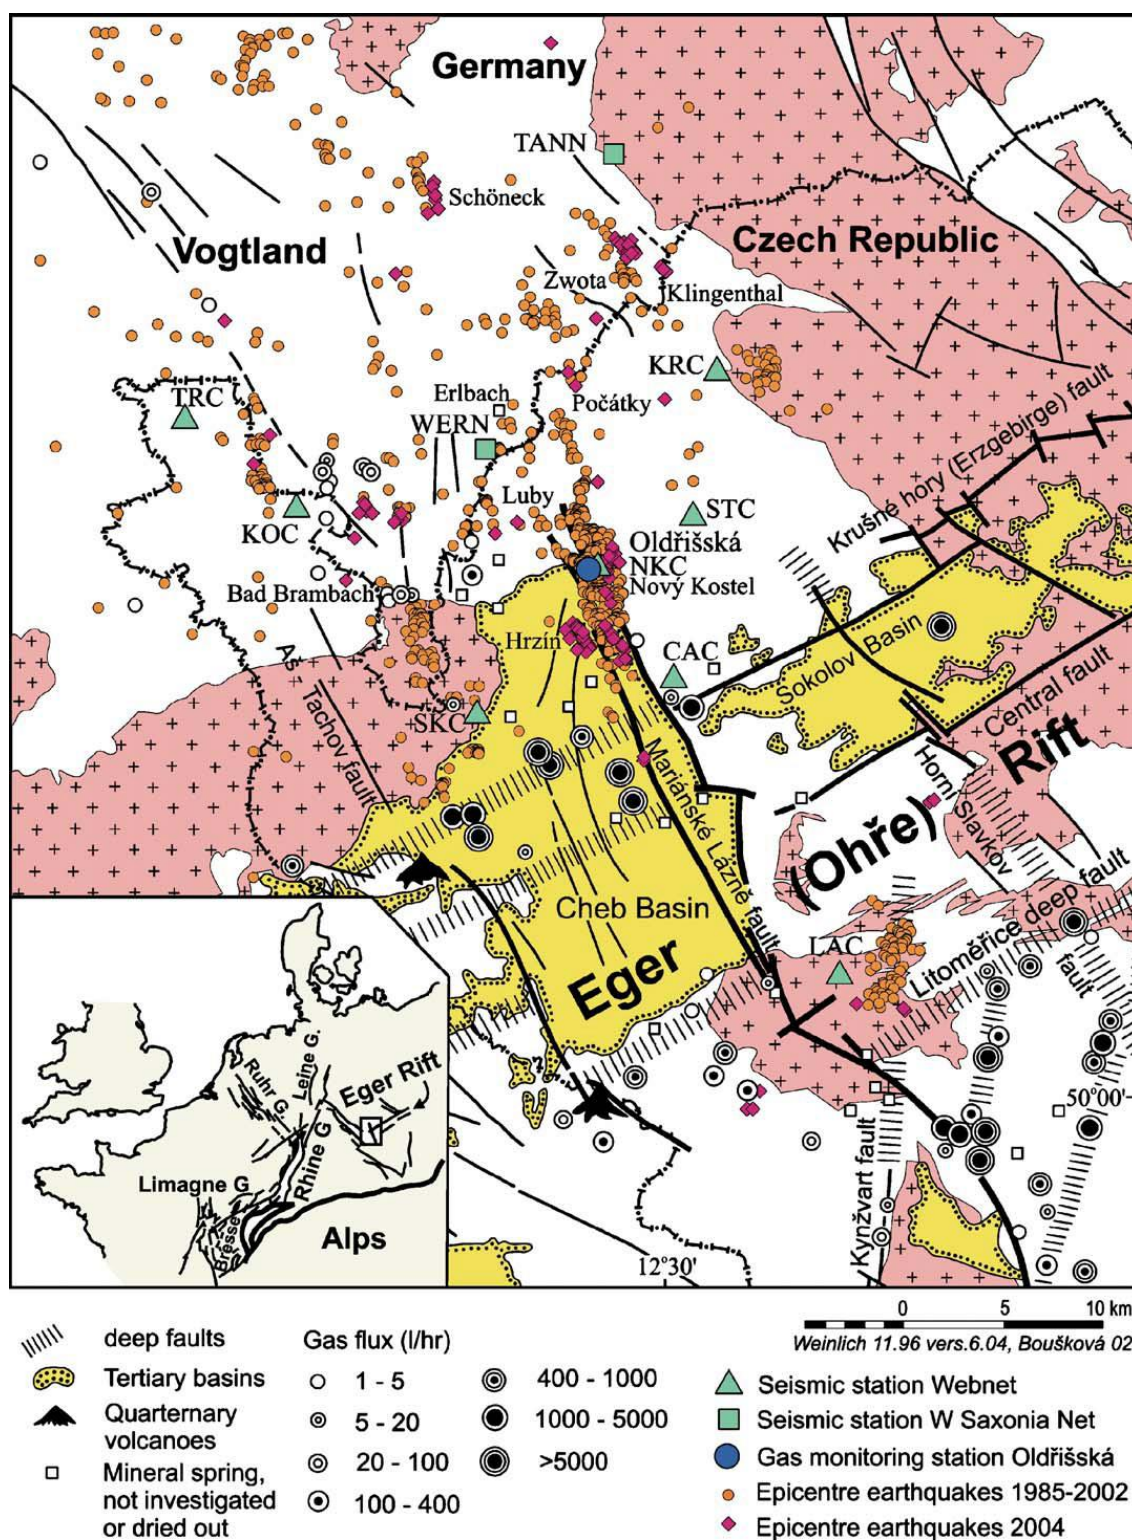 Germany
TANN
Schöneck
Vogtland
Czech Republic
Zwota
Klingenthal
KRC
Erlbach
Počátky
TRC
WERN
Krušné hory (Erzgebirge) fault
Luby
STC
KOC
Oldřišská
NKC
Nový Kostel
Bad Brambach
Hrzín
CAC
Sokolov Basin
Aš - Tachov fault
SKC
Central fault
Rift
Mariánské Lázně fault
Horní Slavkov fault
(Ohře)
Cheb Basin
Litoměřice deep fault
LAC
Eger
Ruhr G.
Leine G.
Eger Rift
50°00'
Rhine G
Limagne G
Bresse
Kynžvart fault
Alps
12°30'
0 5 10 km
Weinlich 11.96 vers.6.04, Boušková 02
deep faults
Tertiary basins
Quarternary
volcanoes
Mineral spring,
not investigated
or dried out
Gas flux (l/hr)
1 - 5
5 - 20
20 - 100
100 - 400
400 - 1000
1000 - 5000
>5000
Seismic station Webnet
Seismic station W Saxonia Net
Gas monitoring station Oldřišská
Epicentre earthquakes 1985-2002
Epicentre earthquakes 2004